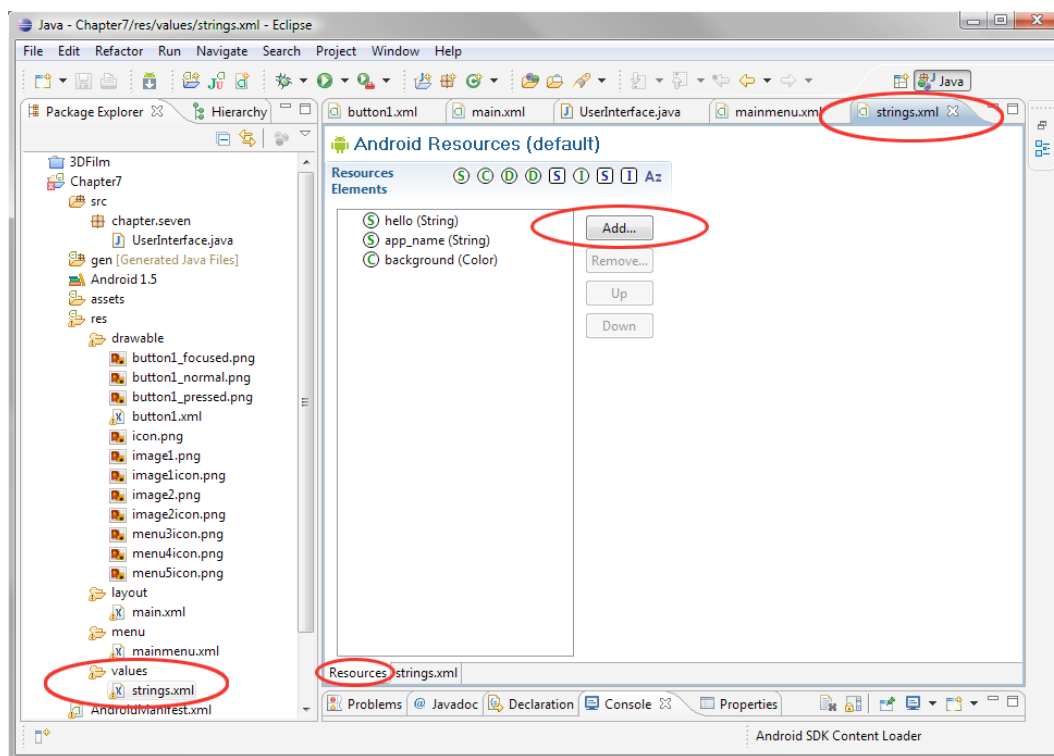 Java - Chapter7/res/values/strings.xml - Eclipse
File Edit Refactor Run Navigate Search Project Window Help
Java
Package Explorer Hierarchy
button1.xml main.xml UserInterface.java mainmenu.xml strings.xml
3DFilm
Chapter7
src
chapter.seven
UserInterface.java
gen [Generated Java Files]
Android 1.5
assets
res
drawable
button1_focused.png
button1_normal.png
button1_pressed.png
button1.xml
icon.png
image1.png
image1icon.png
image2.png
image2icon.png
menu3icon.png
menu4icon.png
menu5icon.png
layout
main.xml
menu
mainmenu.xml
values
strings.xml
AndroidManifest.xml
Android Resources (default)
Resources
Elements
S C D D S I S I Az
S hello (String)
S app_name (String)
C background (Color)
Add...
Remove...
Up
Down
Resources strings.xml
Problems @ Javadoc Declaration Console Properties
Android SDK Content Loader